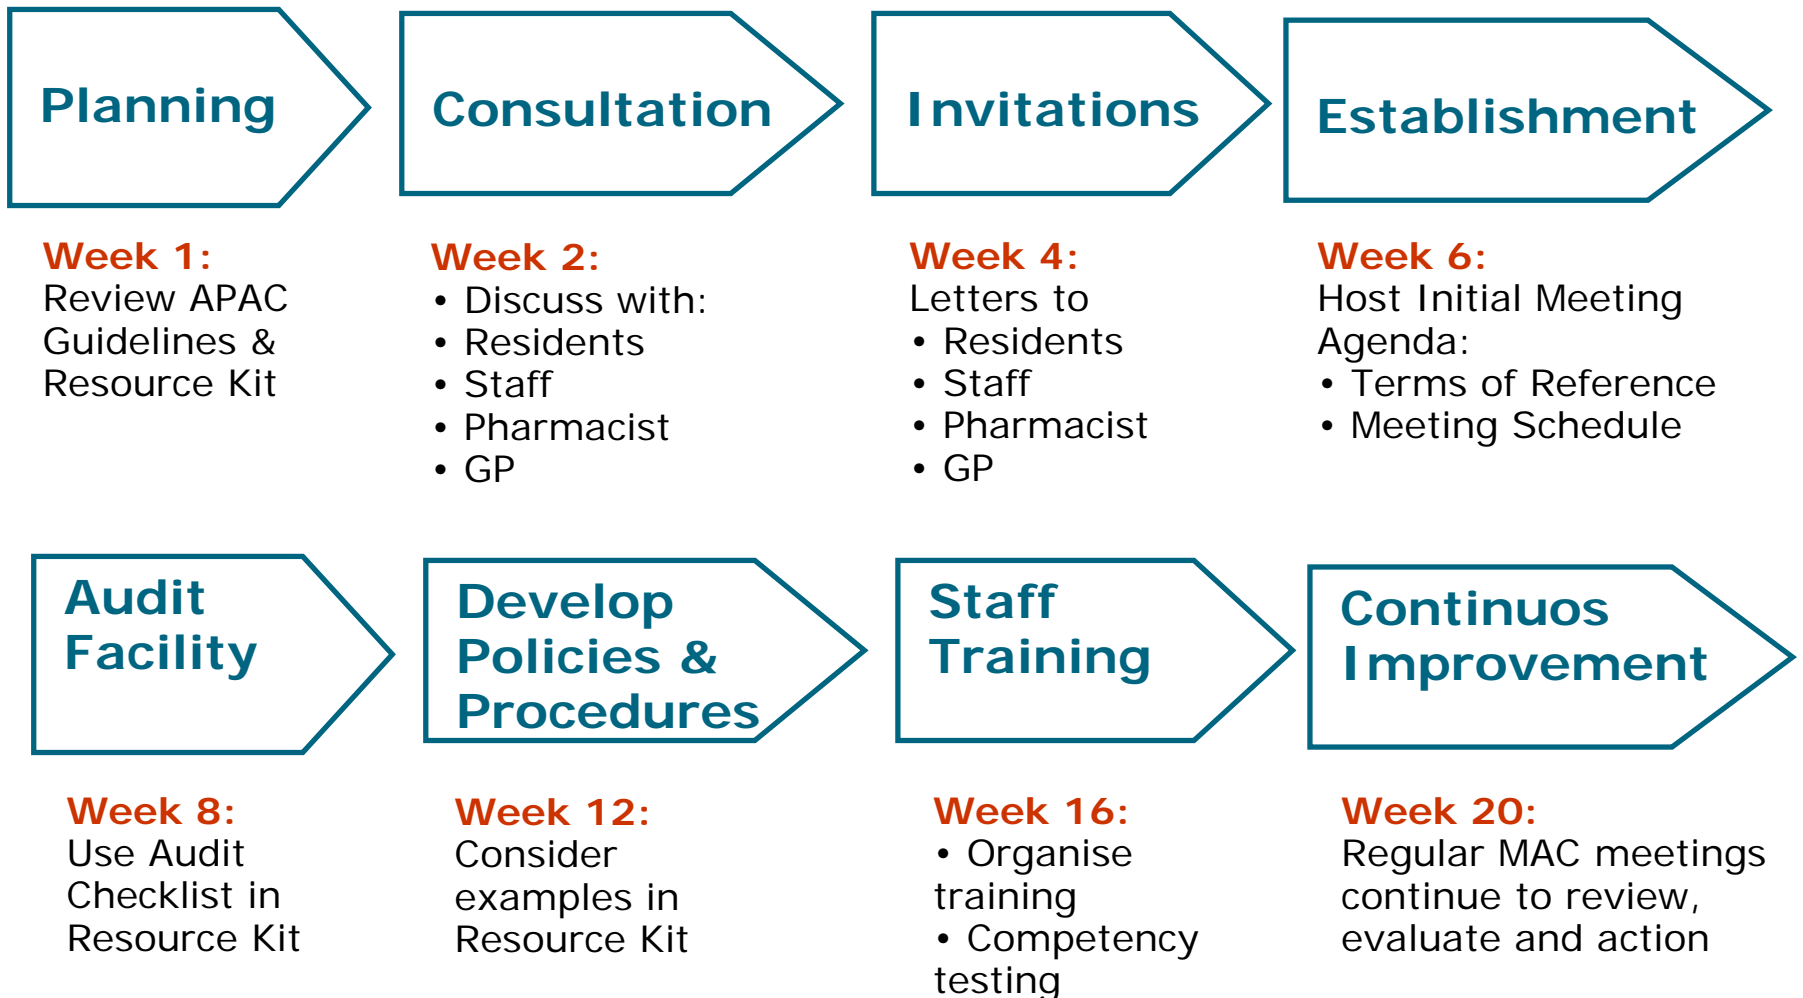 Planning
Consultation
Invitations
Establishment
Week 1:
Review APAC
Guidelines &
Resource Kit
Week 2:
• Discuss with:
• Residents
• Staff
• Pharmacist
• GP
Week 4:
Letters to
• Residents
• Staff
• Pharmacist
• GP
Week 6:
Host Initial Meeting
Agenda:
• Terms of Reference
• Meeting Schedule
Audit
Facility
Develop
Policies &
Procedures
Staff
Training
Continuos
Improvement
Week 8:
Use Audit
Checklist in
Resource Kit
Week 12:
Consider
examples in
Resource Kit
Week 16:
• Organise
training
• Competency
testing
Week 20:
Regular MAC meetings
continue to review,
evaluate and action